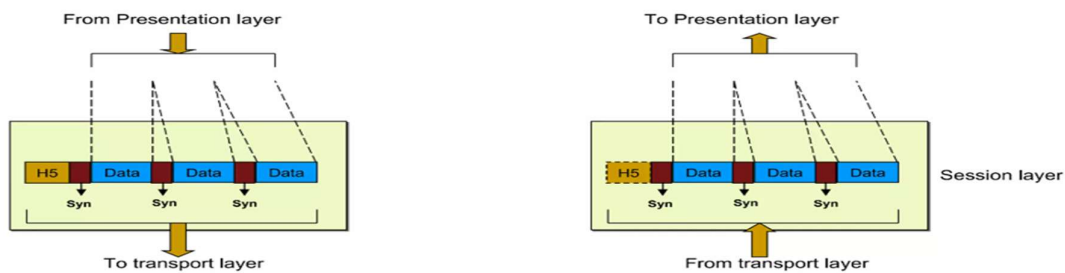 From Presentation layer
H5 Data Data Data
Syn Syn Syn
To transport layer
To Presentation layer
H5 Data Data Data
Syn Syn Syn
Session layer
From transport layer